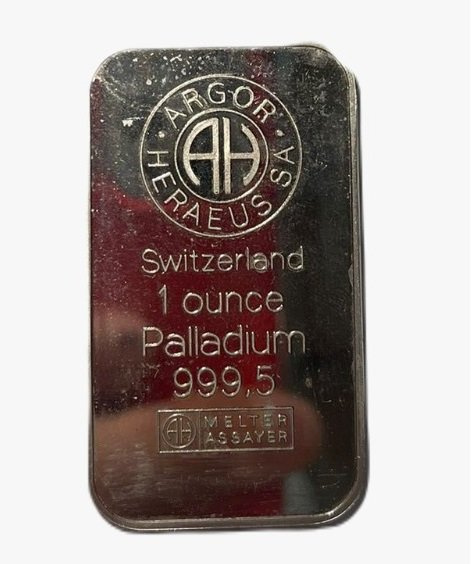 ARGOR
HERAEUS SA
AH
Switzerland
1 ounce
Palladium
999,5
AH MELTER
ASSAYER